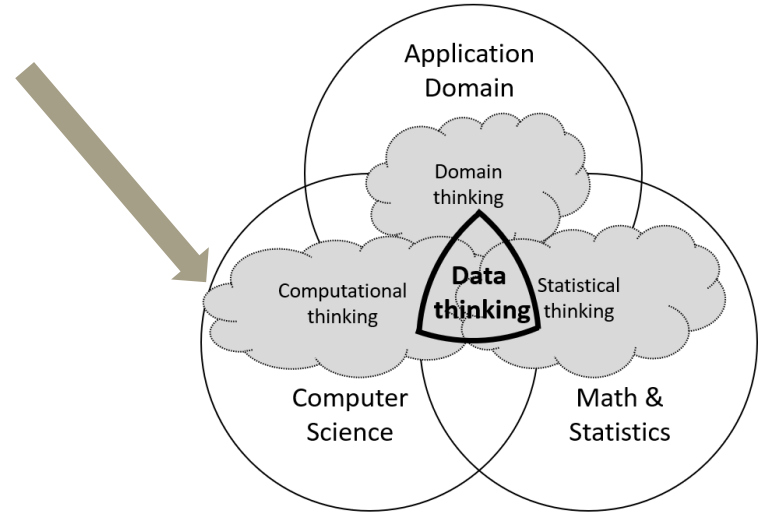 Application
Domain
Domain
thinking
Computational
thinking
Data
thinking
Statistical
thinking
Computer
Science
Math &
Statistics